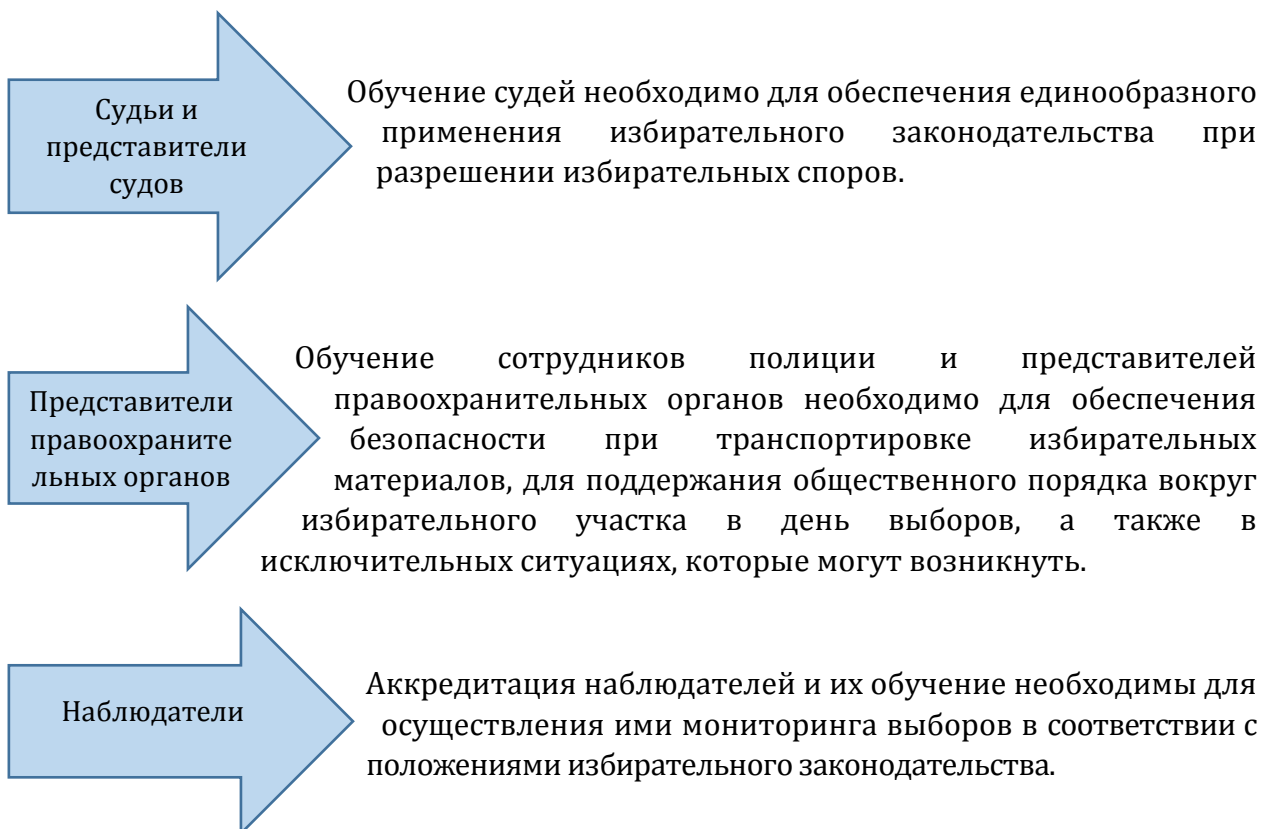 Судьи и
представители
судов
Обучение судей необходимо для обеспечения единообразного
применения избирательного законодательства при
разрешении избирательных споров.
Представители
правоохраните
льных органов
Обучение сотрудников полиции и представителей
правоохранительных органов необходимо для обеспечения
безопасности при транспортировке избирательных
материалов, для поддержания общественного порядка вокруг
избирательного участка в день выборов, а также в
исключительных ситуациях, которые могут возникнуть.
Наблюдатели
Аккредитация наблюдателей и их обучение необходимы для
осуществления ими мониторинга выборов в соответствии с
положениями избирательного законодательства.